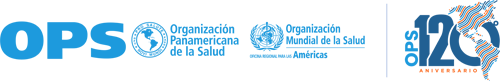 OPS
Organización
Panamericana
de la Salud
Organización
Mundial de la Salud
OFICINA REGIONAL PARA LAS Américas
OPS
120
ANIVERSARIO